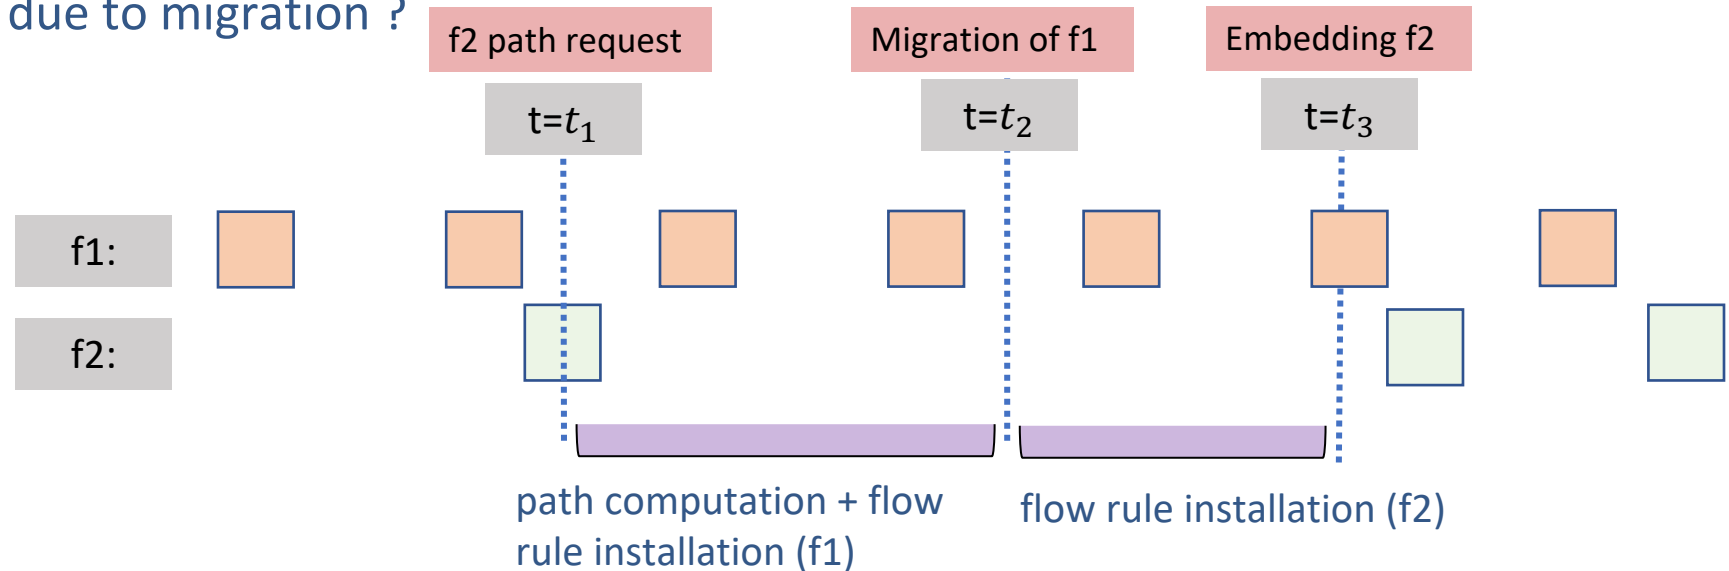 due to migration ?
f2 path request
Migration of f1
Embedding f2
t=t₁
t=t₂
t=t₃
f1:
f2:
path computation + flow
rule installation (f1)
flow rule installation (f2)